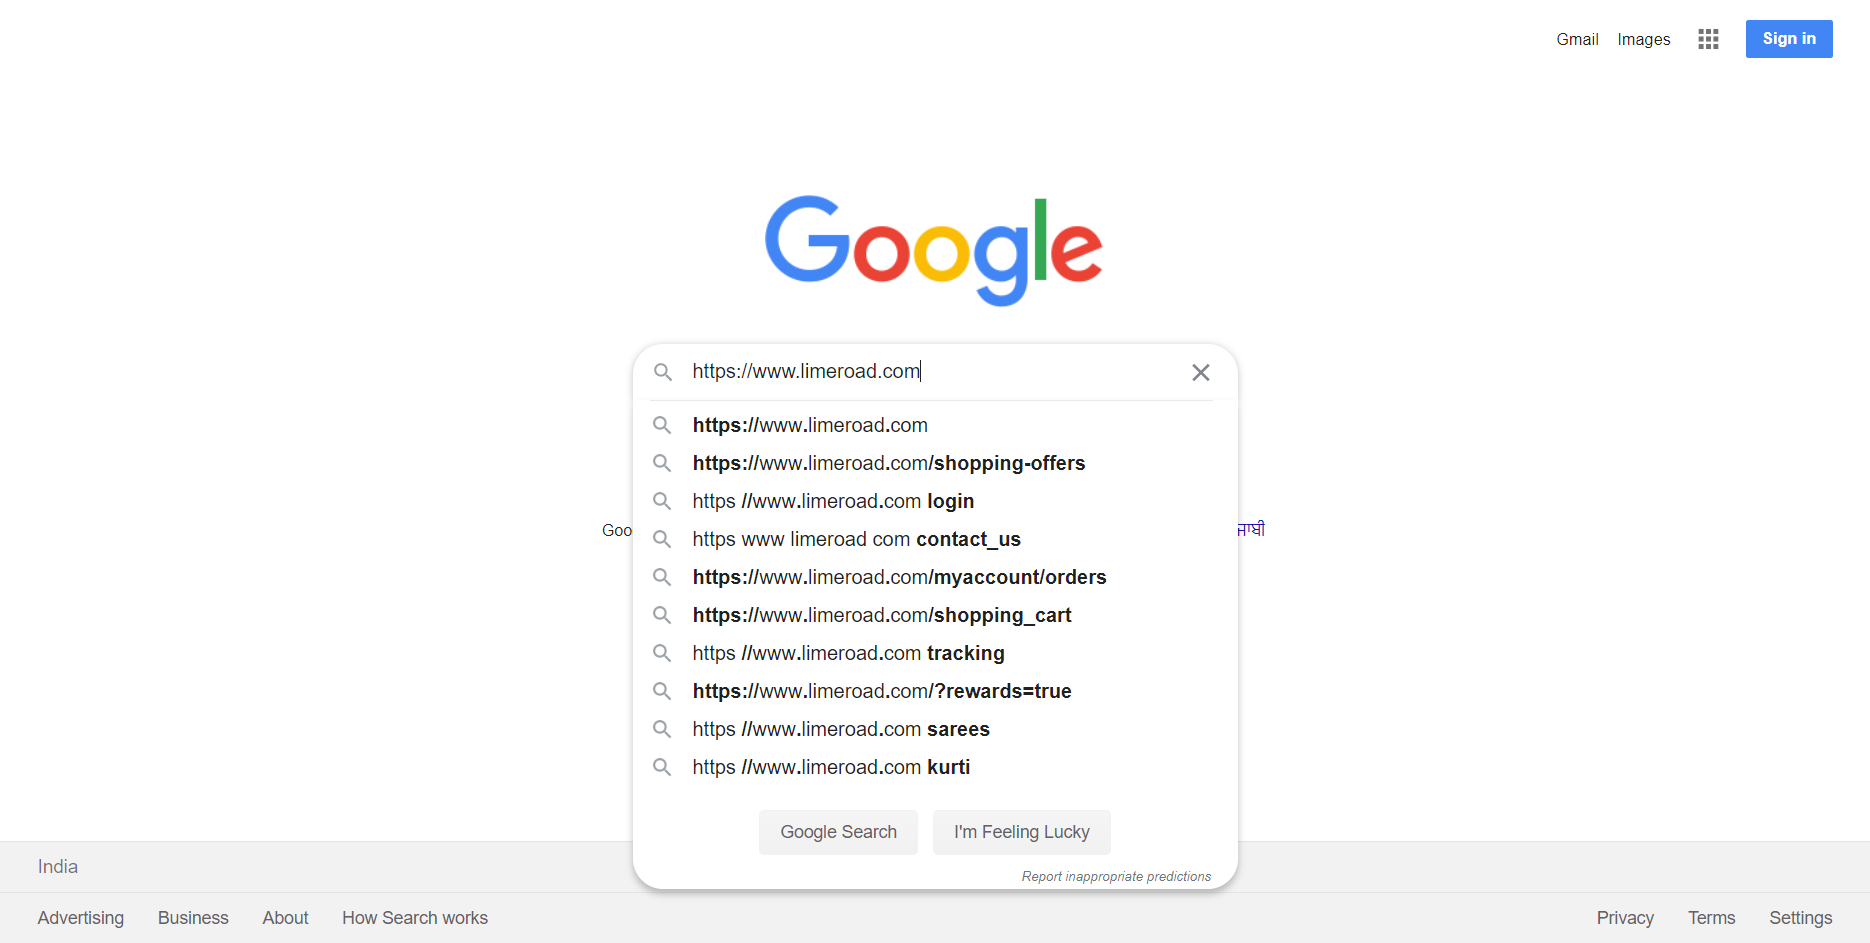 Gmail Images Sign in
Google
https://www.limeroad.com
https://www.limeroad.com
https://www.limeroad.com/shopping-offers
https //www.limeroad.com login
https www limeroad com contact_us
https://www.limeroad.com/myaccount/orders
https://www.limeroad.com/shopping_cart
https //www.limeroad.com tracking
https://www.limeroad.com/?rewards=true
https //www.limeroad.com sarees
https //www.limeroad.com kurti
Google Search I'm Feeling Lucky
Report inappropriate predictions
India
Advertising Business About How Search works Privacy Terms Settings